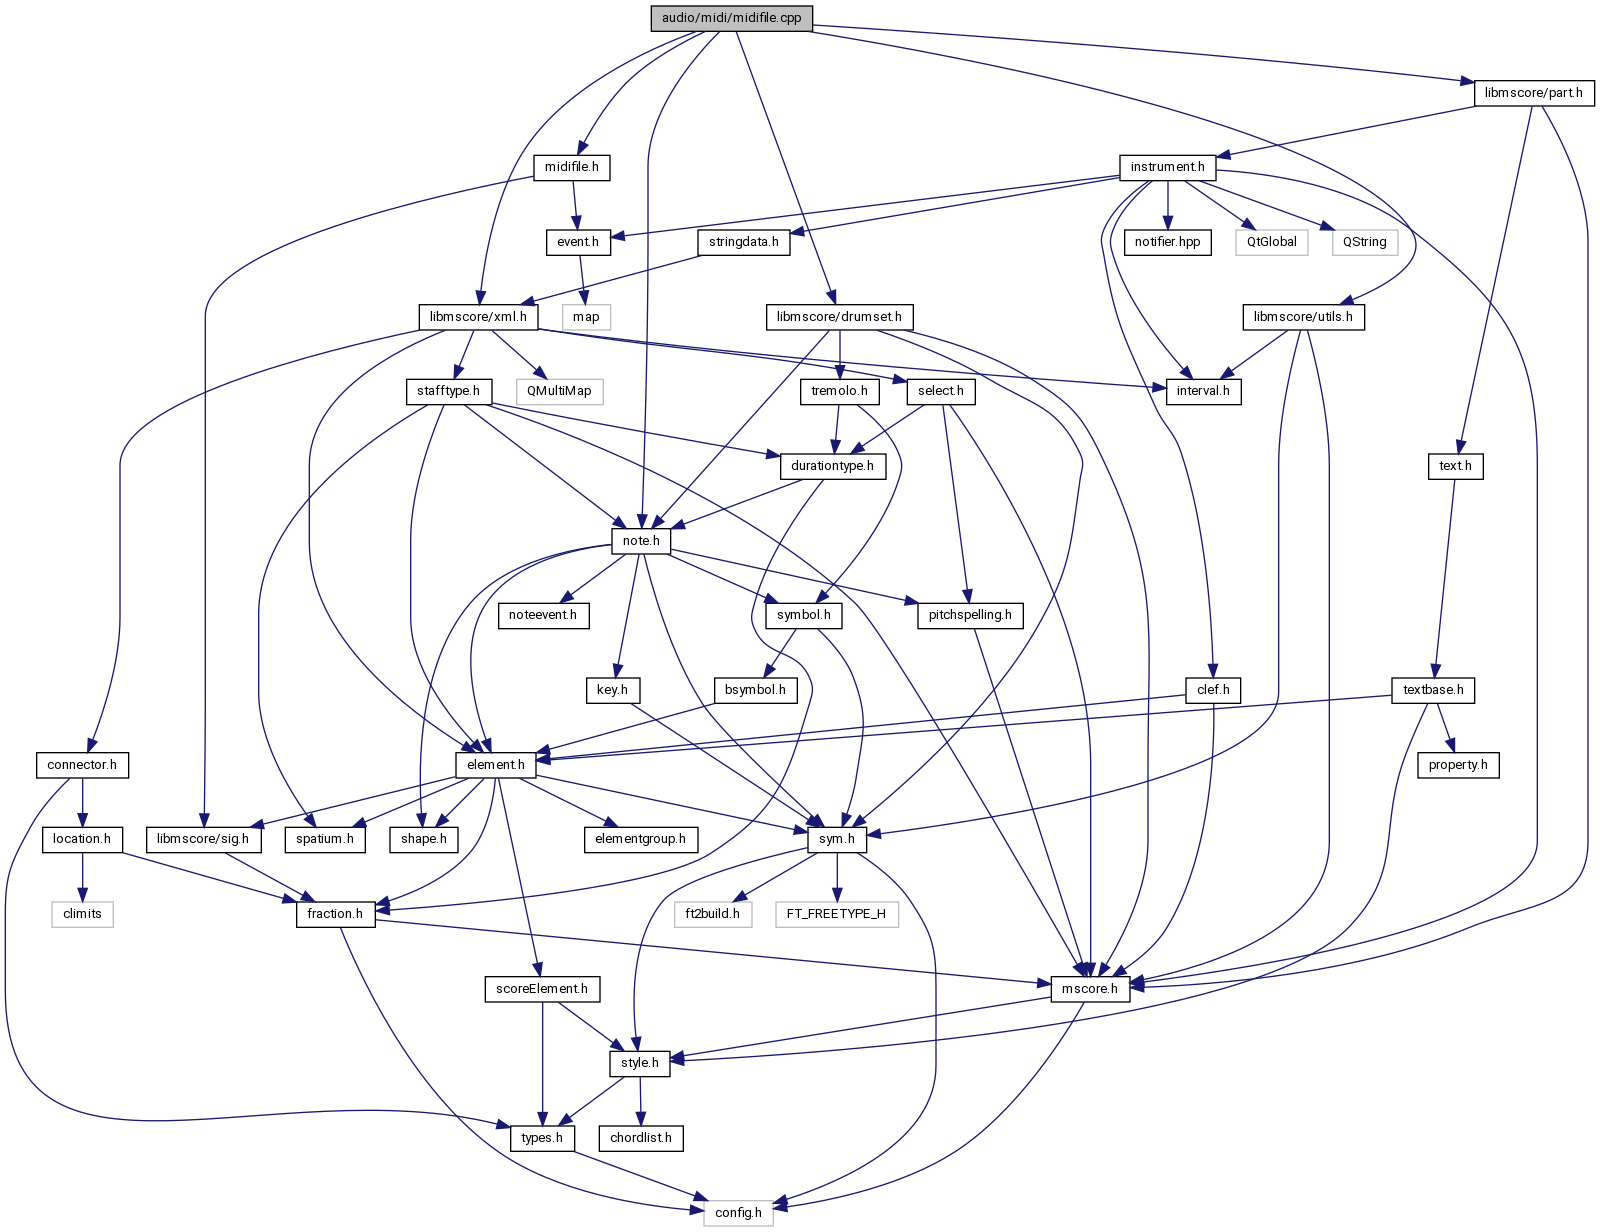 audio/midi/midifile.cpp
libmscore/part.h
midifile.h
instrument.h
event.h
stringdata.h
notifier.hpp
QtGlobal
QString
libmscore/xml.h
map
libmscore/drumset.h
libmscore/utils.h
stafftype.h
QMultiMap
tremolo.h
select.h
interval.h
durationtype.h
text.h
note.h
noteevent.h
symbol.h
pitchspelling.h
key.h
bsymbol.h
clef.h
textbase.h
connector.h
element.h
property.h
location.h
libmscore/sig.h
spatium.h
shape.h
elementgroup.h
sym.h
climits
fraction.h
ft2build.h
FT_FREETYPE_H
scoreElement.h
mscore.h
style.h
types.h
chordlist.h
config.h